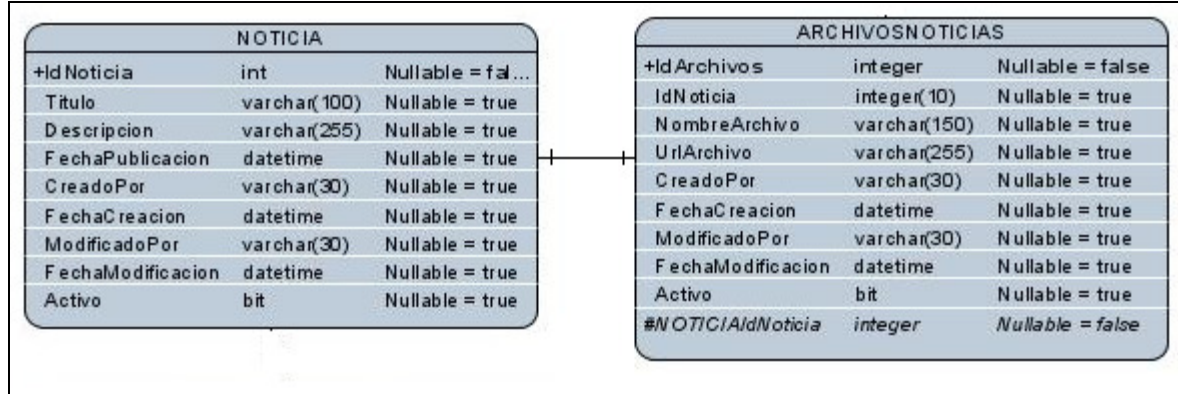 NOTICIA
+IdNoticia int Nullable = fal...
Titulo varchar(100) Nullable = true
Descripcion varchar(255) Nullable = true
FechaPublicacion datetime Nullable = true
CreadoPor varchar(30) Nullable = true
FechaCreacion datetime Nullable = true
ModificadoPor varchar(30) Nullable = true
FechaModificacion datetime Nullable = true
Activo bit Nullable = true
ARCHIVOSNOTICIAS
+IdArchivos integer Nullable = false
IdNoticia integer(10) Nullable = true
NombreArchivo varchar(150) Nullable = true
UrlArchivo varchar(255) Nullable = true
CreadoPor varchar(30) Nullable = true
FechaCreacion datetime Nullable = true
ModificadoPor varchar(30) Nullable = true
FechaModificacion datetime Nullable = true
Activo bit Nullable = true
#NOTICIAIdNoticia integer Nullable = false